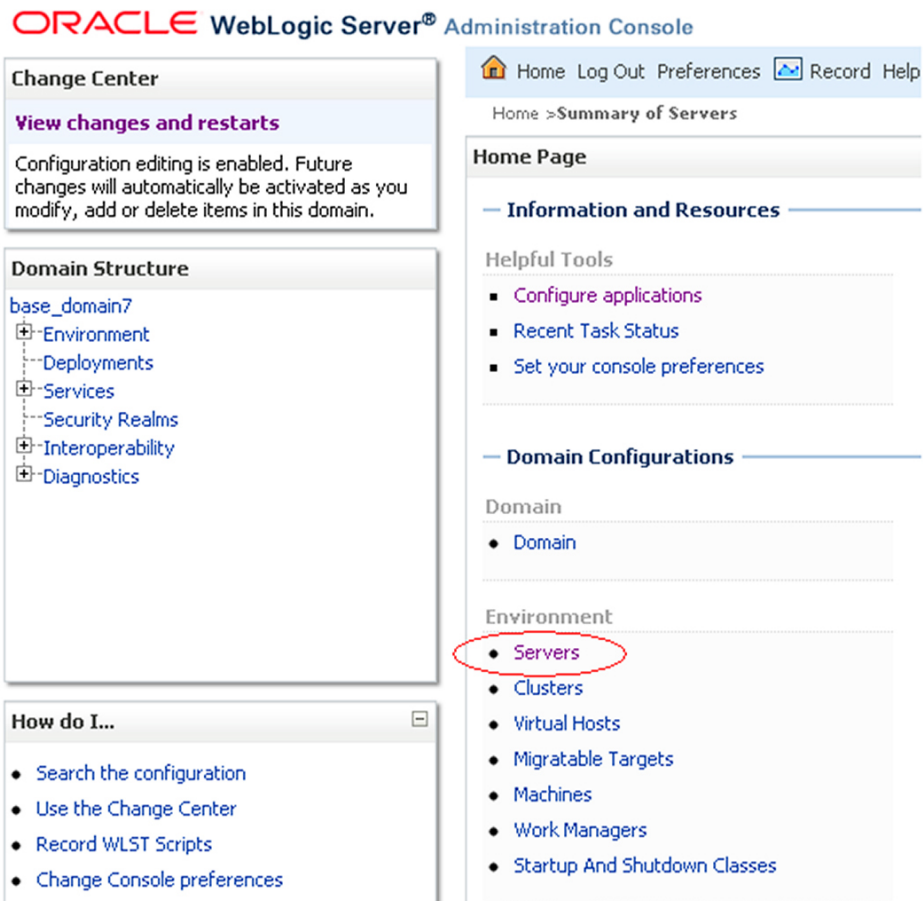 ORACLE WebLogic Server® Administration Console
Change Center
View changes and restarts
Configuration editing is enabled. Future
changes will automatically be activated as you
modify, add or delete items in this domain.
Domain Structure
base_domain7
Environment
Deployments
Services
Security Realms
Interoperability
Diagnostics
How do I...
Search the configuration
Use the Change Center
Record WLST Scripts
Change Console preferences
Home Log Out Preferences Record Help
Home >Summary of Servers
Home Page
Information and Resources
Helpful Tools
Configure applications
Recent Task Status
Set your console preferences
Domain Configurations
Domain
Domain
Environment
Servers
Clusters
Virtual Hosts
Migratable Targets
Machines
Work Managers
Startup And Shutdown Classes